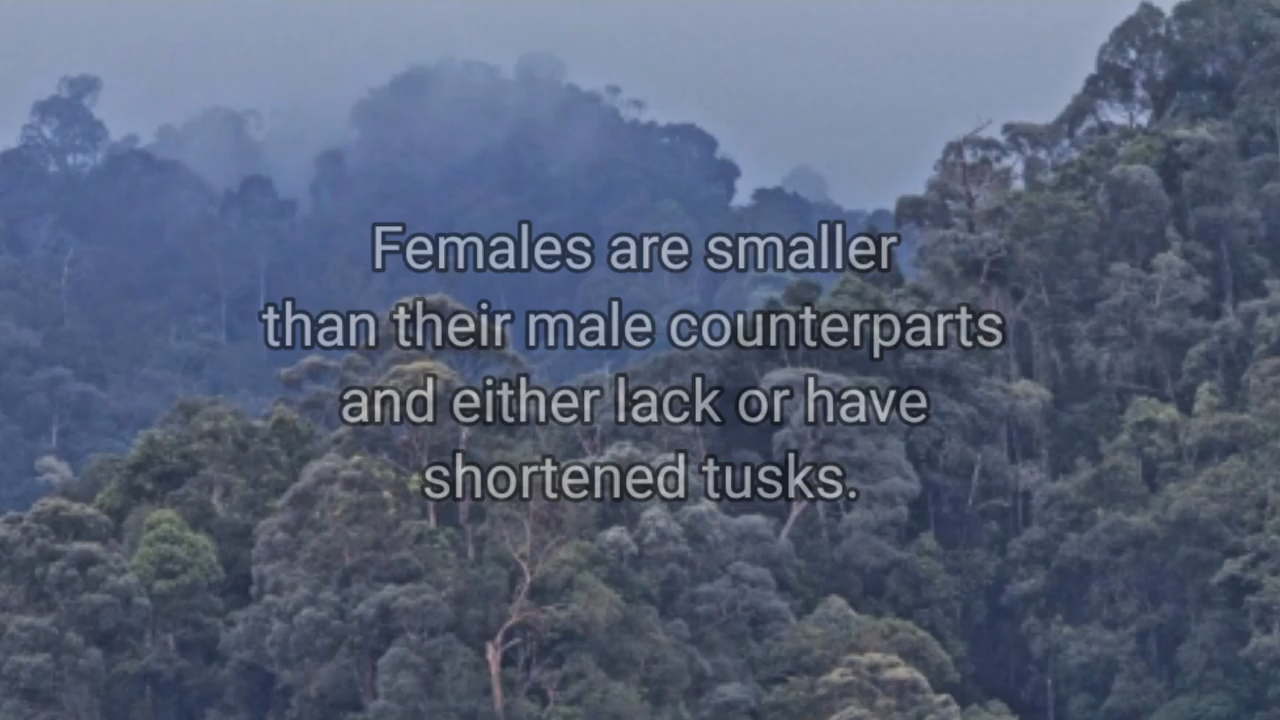 Females are smaller
than their male counterparts
and either lack or have
shortened tusks.